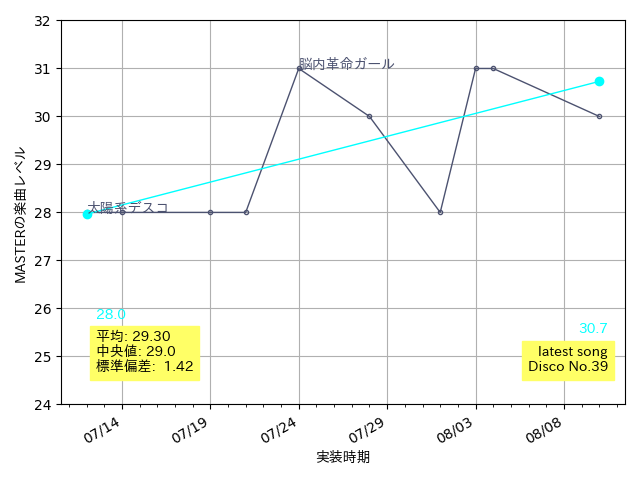 32
31
30
29
28
27
26
25
24
MASTERの楽曲レベル
脳内革命ガール
太陽系デスコ
28.0
平均: 29.30
中央値: 29.0
標準偏差: 1.42
30.7
latest song
Disco No.39
07/14
07/19
07/24
07/29
08/03
08/08
実装時期